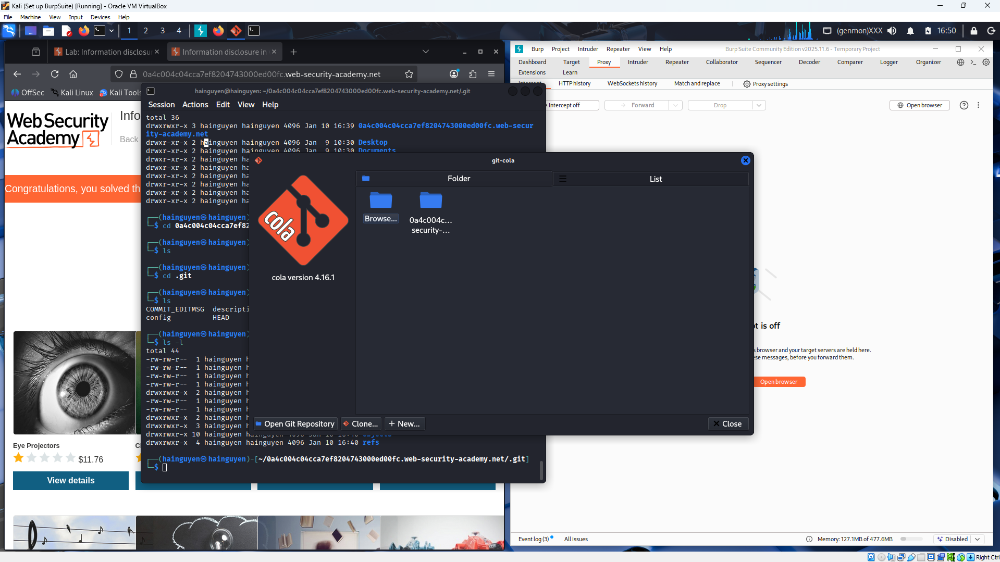 Kali (Set up BurpSuite) [Running] - Oracle VM VirtualBox
File Machine View Input Devices Help
1 2 3 4
(genmon)XXX 16:50
Lab: Information disclosu
Information disclosure in
0a4c004c04cca7ef8204743000ed00fc.web-security-academy.net
OffSec Kali Linux Kali Tools
WebSecurity
Academy
Info
Back
Congratulations, you solved th
Eye Projectors
$11.76
View details
hainguyen@hainguyen: ~/0a4c004c04cca7ef8204743000ed00fc.web-security-academy.net/.git
Session Actions Edit View Help
total 36
drwxrwxr-x 3 hainguyen hainguyen 4096 Jan 10 16:39 0a4c004c04cca7ef8204743000ed00fc.web-secur
ity-academy.net
drwxr-xr-x 2 hainguyen hainguyen 4096 Jan  9 10:30 Desktop
drwxr-xr-x 2 hainguyen hainguyen 4096 Jan  9 10:30 Documents
drwxr-xr-x 2 hainguyen ha
drwxr-xr-x 2 hainguyen ha
drwxr-xr-x 2 hainguyen ha
drwxr-xr-x 2 hainguyen ha
drwxr-xr-x 2 hainguyen ha
drwxr-xr-x 2 hainguyen ha
(hainguyen㉿hainguyen)
$ cd 0a4c004c04cca7ef82
(hainguyen㉿hainguyen)
$ ls
(hainguyen㉿hainguyen)
$ cd .git
(hainguyen㉿hainguyen)
$ ls
COMMIT_EDITMSG descripti
config HEAD
(hainguyen㉿hainguyen)
$ ls -l
total 44
-rw-rw-r-- 1 hainguyen h
-rw-rw-r-- 1 hainguyen h
-rw-rw-r-- 1 hainguyen h
-rw-rw-r-- 1 hainguyen h
drwxrwxr-x 2 hainguyen h
-rw-rw-r-- 1 hainguyen h
-rw-rw-r-- 1 hainguyen h
drwxrwxr-x 2 hainguyen h
drwxrwxr-x 3 hainguyen h
drwxrwxr-x 10 hainguyen hainguyen 4096 Jan 10 16:40 objects
drwxrwxr-x 4 hainguyen hainguyen 4096 Jan 10 16:40 refs
(hainguyen㉿hainguyen)-[~/0a4c004c04cca7ef8204743000ed00fc.web-security-academy.net/.git]
$
git-cola
cola
cola version 4.16.1
Folder
List
Browse...
0a4c004c...
security-...
Open Git Repository
Clone...
New...
Close
Burp Project Intruder Repeater View Help
Burp Suite Community Edition v2025.11.6 - Temporary Project
Dashboard Target Proxy Intruder Repeater Collaborator Sequencer Decoder Comparer Logger Organizer
Extensions Learn
Intercept HTTP history WebSockets history Match and replace Proxy settings
Intercept off
Forward
Drop
Open browser
pt is off
s browser and your target servers are held here.
se messages, before you forward them.
Open browser
Event log (3)
All issues
Memory: 127.1MB of 477.6MB
Disabled
Right Ctrl